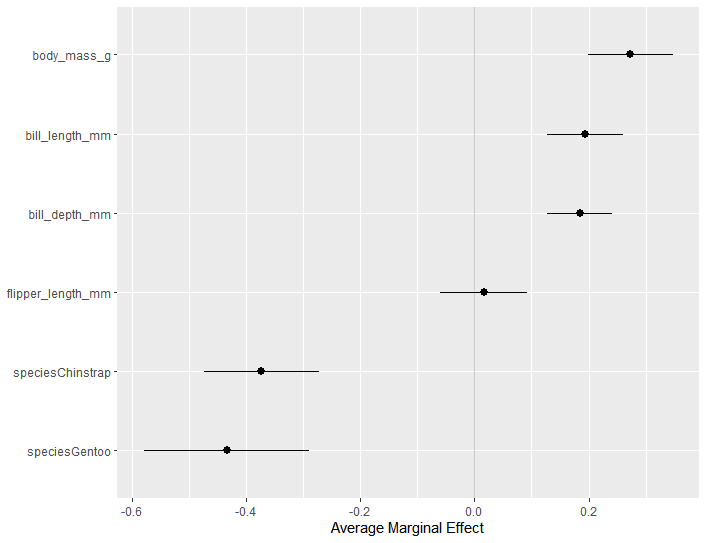 body_mass_g
bill_length_mm
bill_depth_mm
flipper_length_mm
speciesChinstrap
speciesGentoo
-0.6 -0.4 -0.2 0.0 0.2
Average Marginal Effect